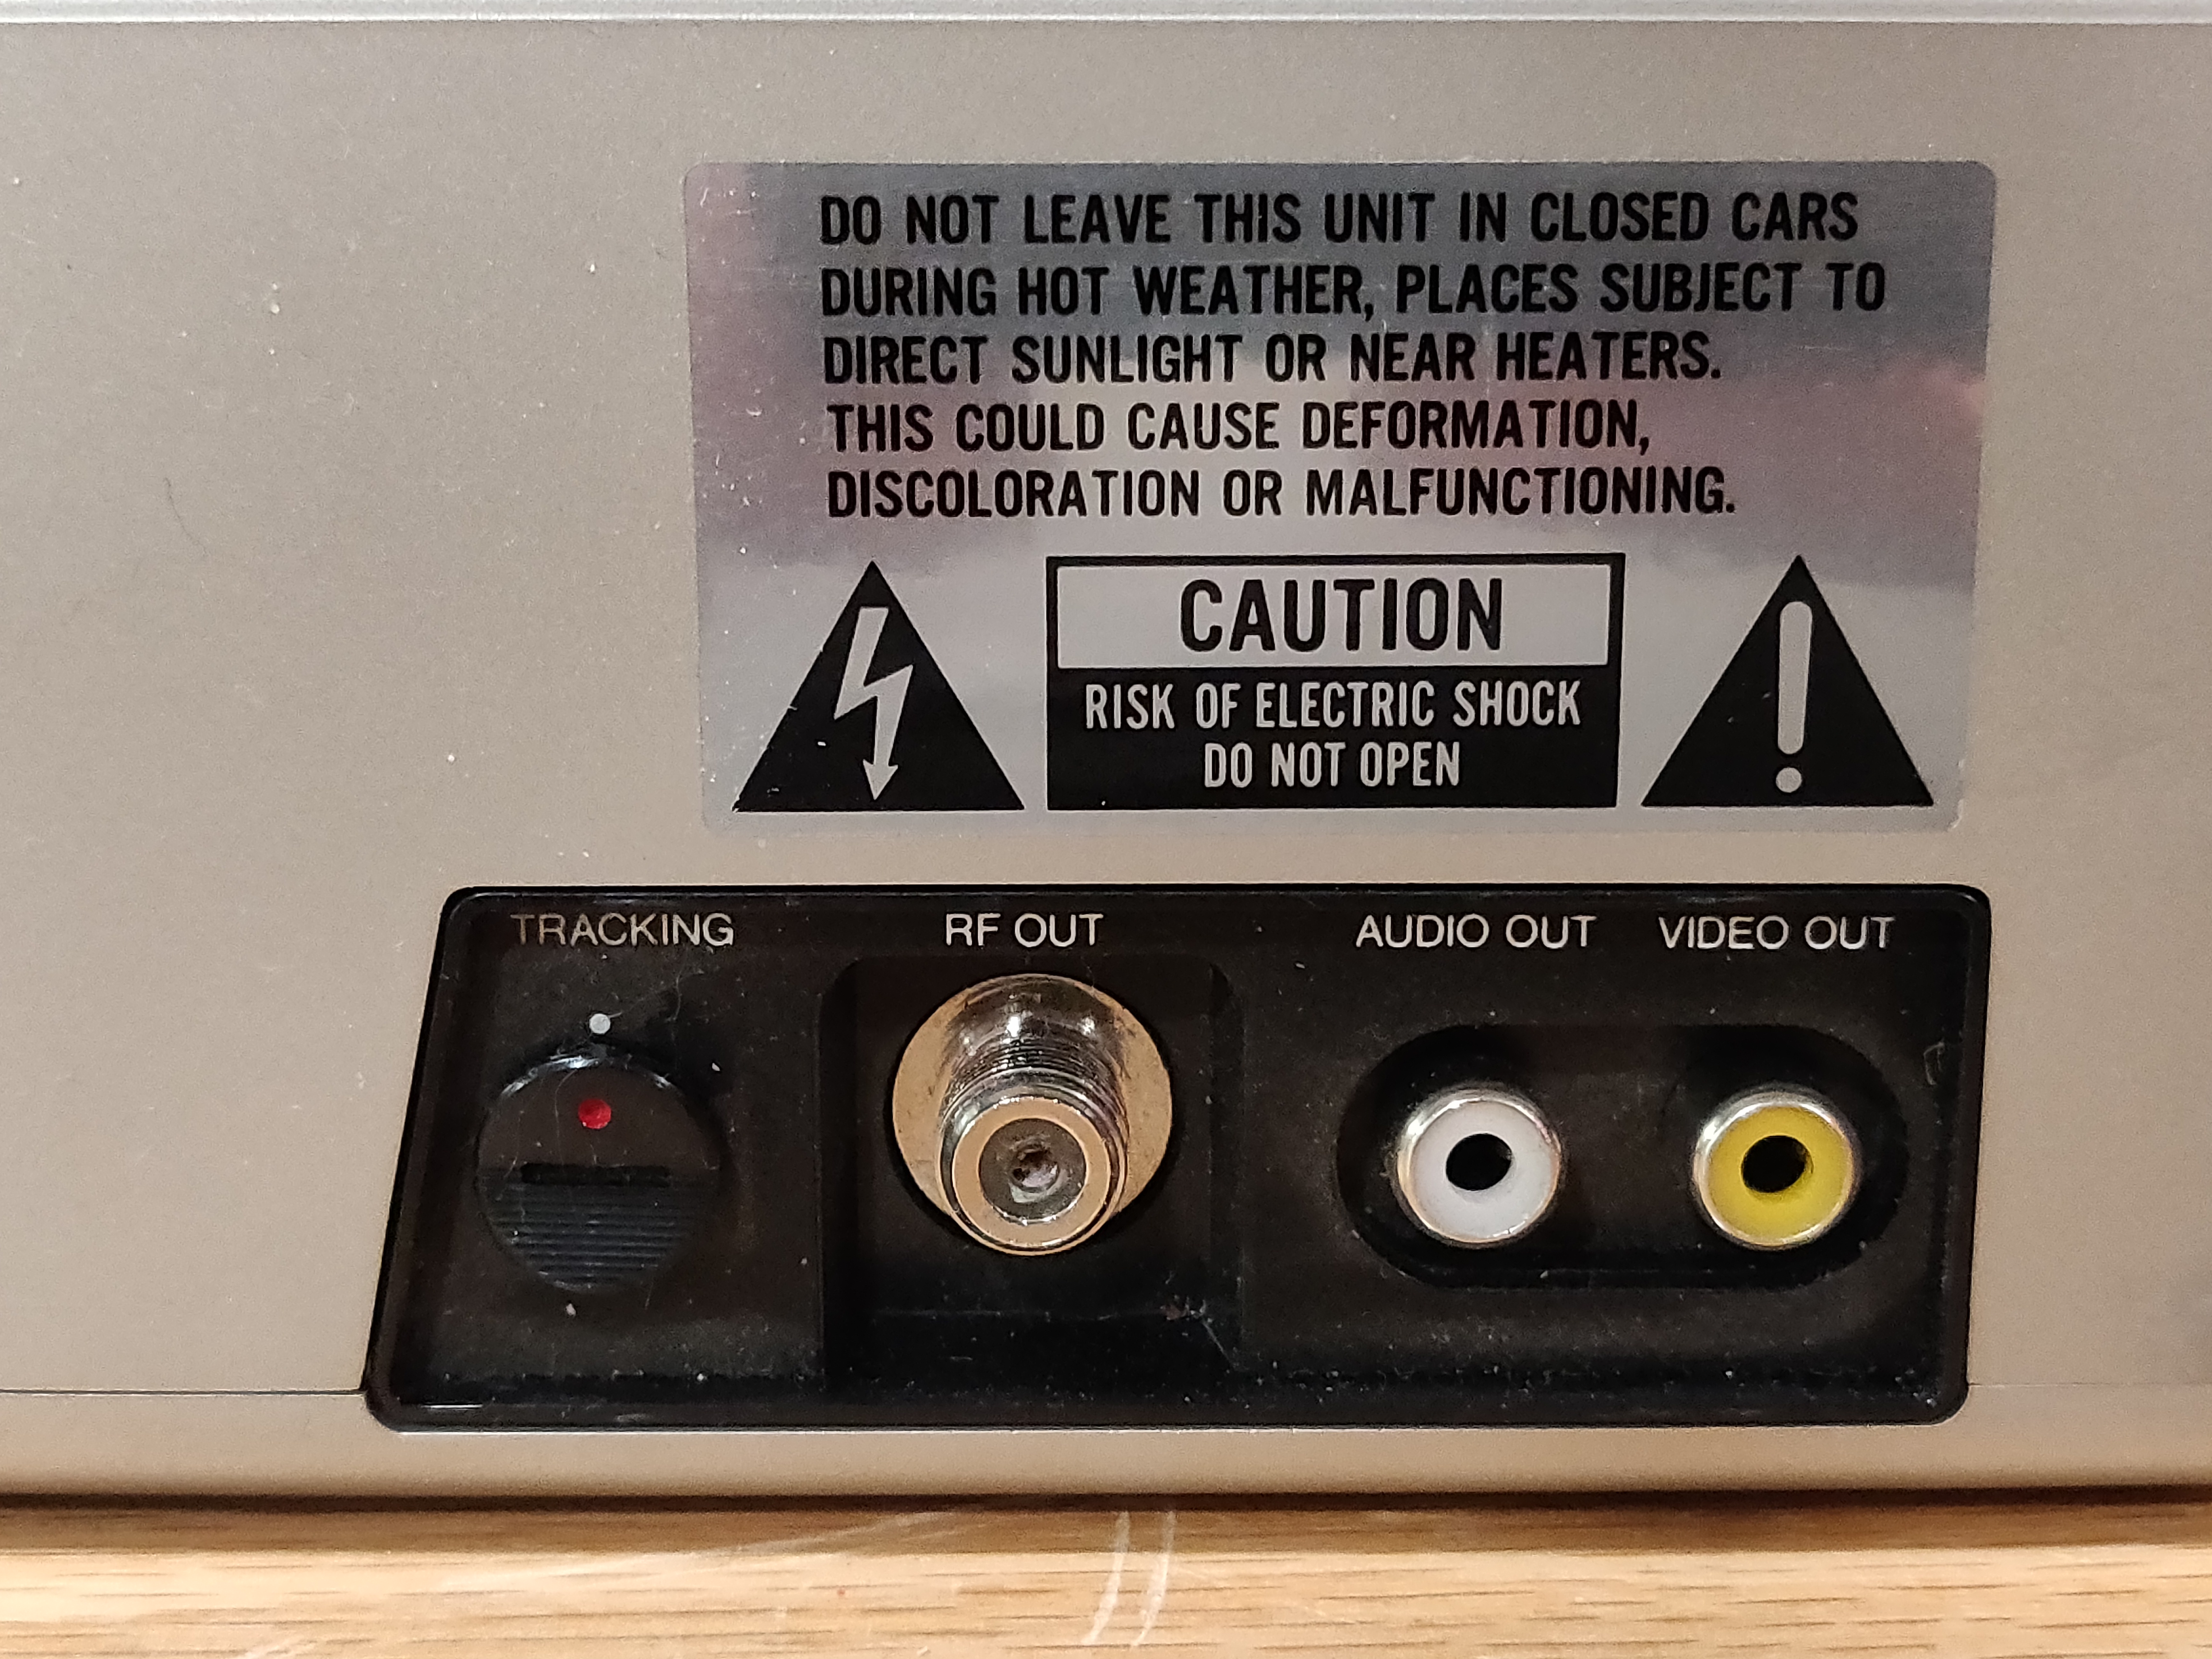 DO NOT LEAVE THIS UNIT IN CLOSED CARS
DURING HOT WEATHER, PLACES SUBJECT TO
DIRECT SUNLIGHT OR NEAR HEATERS.
THIS COULD CAUSE DEFORMATION,
DISCOLORATION OR MALFUNCTIONING.
CAUTION
RISK OF ELECTRIC SHOCK
DO NOT OPEN
TRACKING RF OUT AUDIO OUT VIDEO OUT